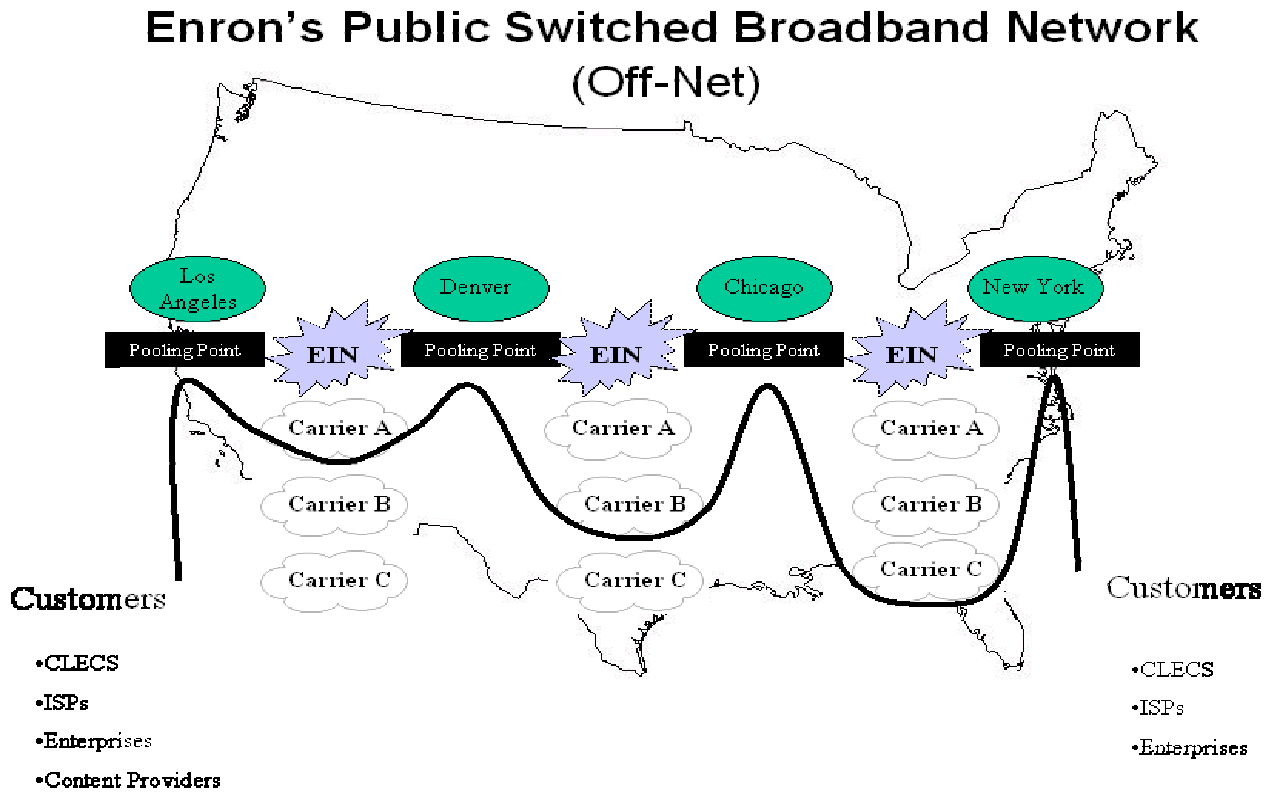 Enron's Public Switched Broadband Network
(Off-Net)
Los
Angeles
Denver
Chicago
New York
Pooling Point
EIN
Pooling Point
EIN
Pooling Point
EIN
Pooling Point
Carrier A
Carrier A
Carrier A
Carrier B
Carrier B
Carrier B
Carrier C
Carrier C
Carrier C
Customers
•CLECS
•ISPs
•Enterprises
•Content Providers
Customers
•CLECS
•ISPs
•Enterprises